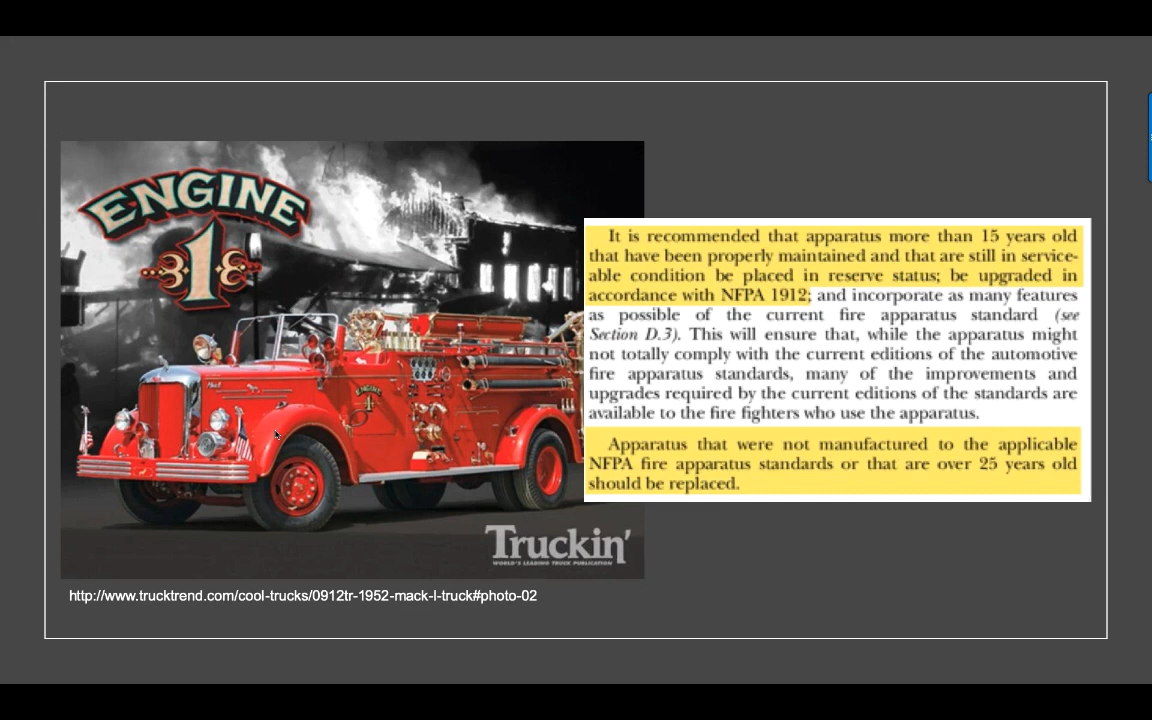 ENGINE
1
Mack
ENGINE
1
Truckin'
WORLD'S LEADING TRUCK PUBLICATION
It is recommended that apparatus more than 15 years old
that have been properly maintained and that are still in service-
able condition be placed in reserve status; be upgraded in
accordance with NFPA 1912; and incorporate as many features
as possible of the current fire apparatus standard (see
Section D.3). This will ensure that, while the apparatus might
not totally comply with the current editions of the automotive
fire apparatus standards, many of the improvements and
upgrades required by the current editions of the standards are
available to the fire fighters who use the apparatus.
Apparatus that were not manufactured to the applicable
NFPA fire apparatus standards or that are over 25 years old
should be replaced.
http://www.trucktrend.com/cool-trucks/0912tr-1952-mack-l-truck#photo-02